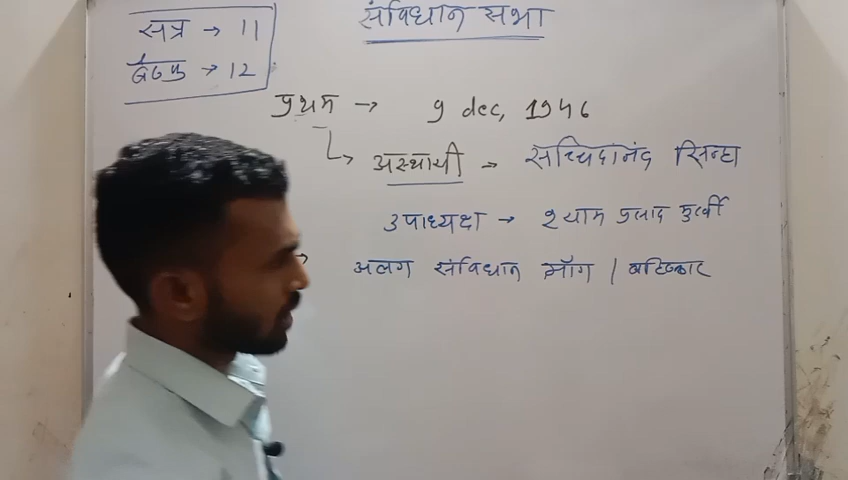 संविधान सभा
सत्र → 11
बैठक → 12
प्रथम → 9 dec, 1946
↳ अस्थायी → सच्चिदानंद सिन्हा
उपाध्यक्ष → श्याम प्रसाद मुखर्जी
→ अलग संविधान माँग / बहिष्कार